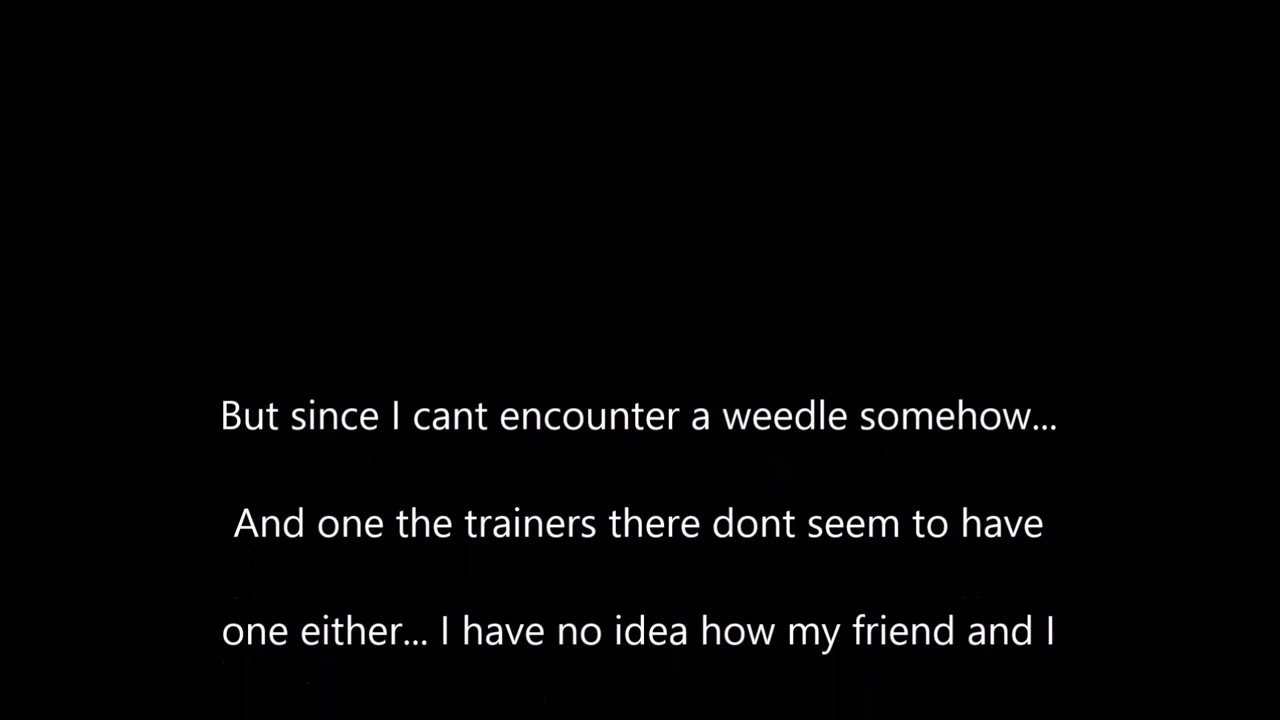 But since I cant encounter a weedle somehow...
And one the trainers there dont seem to have
one either... I have no idea how my friend and I